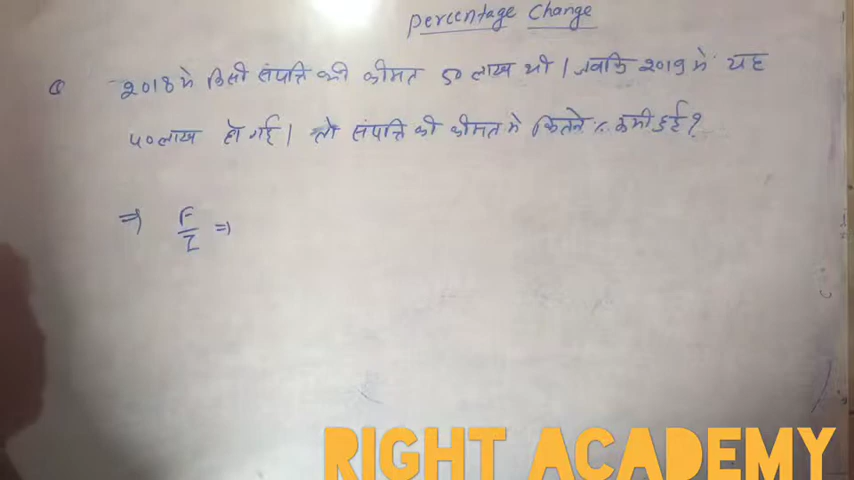 Percentage Change
Q 2018 मे किसी संपत्ति की कीमत 50 लाख थी । जबकि 2019 मे यह
40 लाख हो गई । तो संपत्ति की कीमत मे कितने % कमी हुई ?
⇒ F/I ⇒
RIGHT ACADEMY